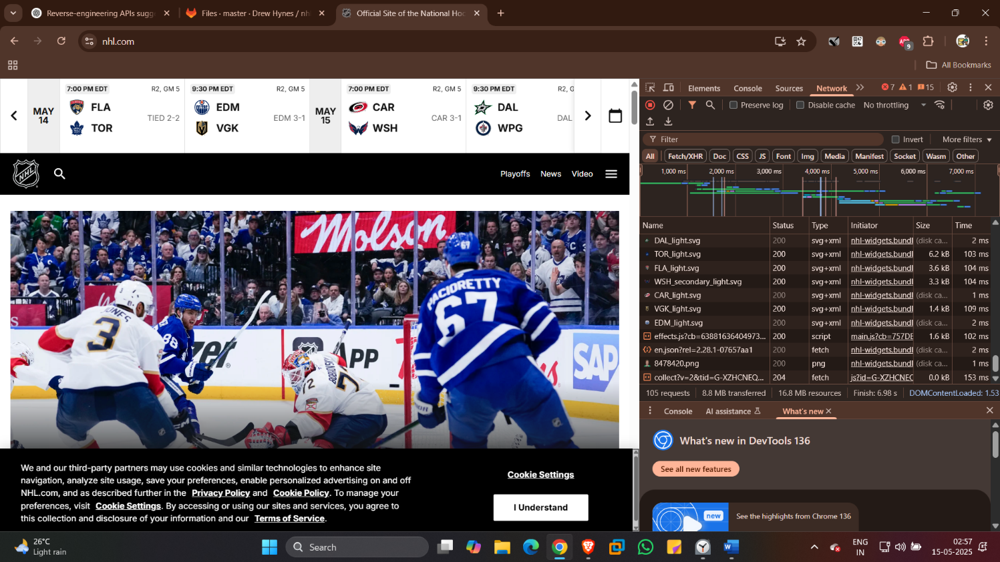 Reverse-engineering APIs sugg
Files · master · Drew Hynes / nhl
Official Site of the National Hoc
nhl.com
9
All Bookmarks
MAY
14
7:00 PM EDT
R2, GM 5
FLA
TOR
TIED 2-2
9:30 PM EDT
R2, GM 5
EDM
VGK
EDM 3-1
MAY
15
7:00 PM EDT
R2, GM 5
CAR
WSH
CAR 3-1
9:30 PM EDT
R2, G
DAL
WPG
DAL
NHL
Playoffs
News
Video
Molson
PACIORETTY
67
JONES
3
88
72
SAP
We and our third-party partners may use cookies and similar technologies to enhance site
navigation, analyze site usage, save your preferences, enable personalized advertising on and off
NHL.com, and as described further in the Privacy Policy and Cookie Policy. To manage your
preferences, visit Cookie Settings. By accessing or using our sites and services, you agree to
this collection and disclosure of your information and our Terms of Service.
Cookie Settings
I Understand
Elements
Console
Sources
Network
7
1
15
Preserve log
Disable cache
No throttling
Filter
Invert
More filters
All
Fetch/XHR
Doc
CSS
JS
Font
Img
Media
Manifest
Socket
Wasm
Other
1,000 ms
2,000 ms
3,000 ms
4,000 ms
5,000 ms
6,000 ms
7,000 ms
Name Status Type Initiator Size Time
DAL_light.svg 200 svg+xml nhl-widgets.bundl (disk ca... 2 ms
TOR_light.svg 200 svg+xml nhl-widgets.bundl 6.2 kB 103 ms
FLA_light.svg 200 svg+xml nhl-widgets.bundl 3.6 kB 104 ms
WSH_secondary_light.svg 200 svg+xml nhl-widgets.bundl 3.3 kB 104 ms
CAR_light.svg 200 svg+xml nhl-widgets.bundl (disk ca... 1 ms
VGK_light.svg 200 svg+xml nhl-widgets.bundl 1.4 kB 109 ms
EDM_light.svg 200 svg+xml nhl-widgets.bundl (disk ca... 2 ms
effects.js?cb=63881636404973... 200 script main.js?cb=757DE 1.6 kB 102 ms
en.json?rel=2.28.1-07657aa1 200 fetch nhl-widgets.bundl (disk ca... 2 ms
8478420.png 200 png nhl-widgets.bundl (disk ca... 1 ms
collect?v=2&tid=G-XZHCNEQ... 204 fetch js?id=G-XZHCNEC 0.0 kB 153 ms
105 requests
8.8 MB transferred
16.8 MB resources
Finish: 6.98 s
DOMContentLoaded: 1.53
Console
AI assistance
What's new
What's new in DevTools 136
See all new features
new
See the highlights from Chrome 136
26°C
Light rain
Search
ENG
IN
02:57
15-05-2025